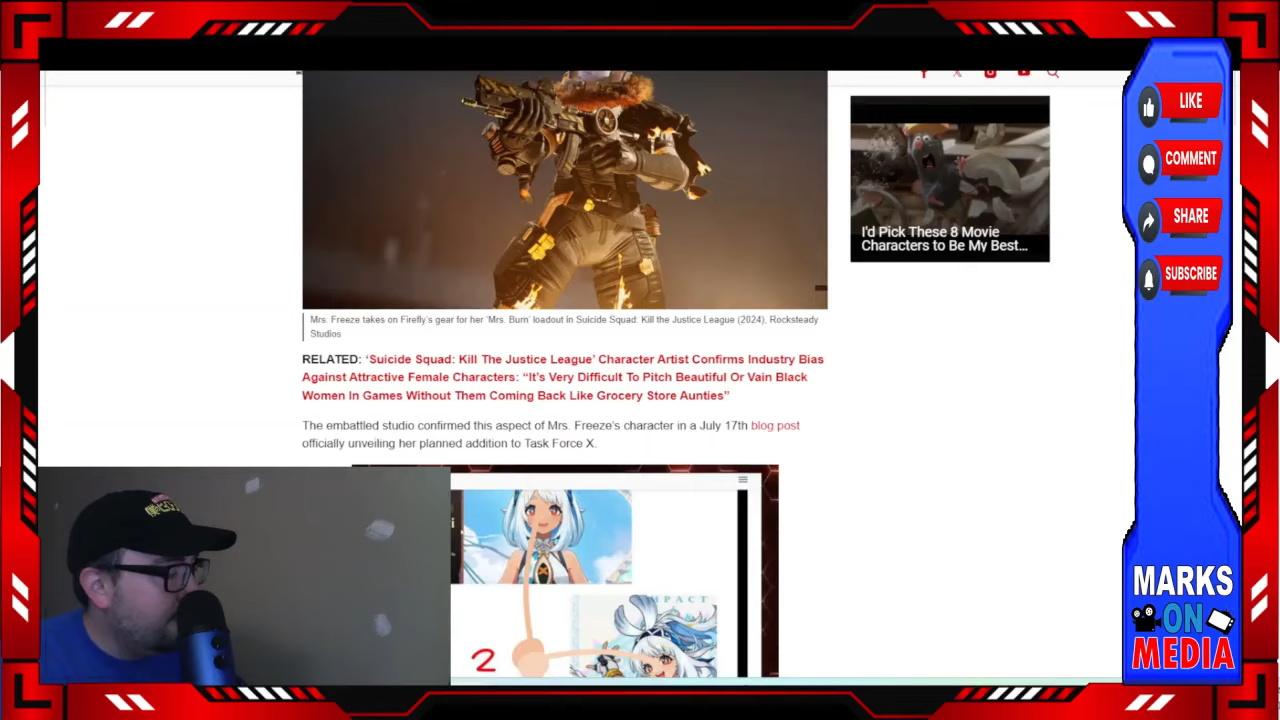 LIKE
COMMENT
SHARE
SUBSCRIBE
I'd Pick These 8 Movie
Characters to Be My Best...
Mrs. Freeze takes on Firefly's gear for her 'Mrs. Burn' loadout in Suicide Squad: Kill the Justice League (2024), Rocksteady
Studios
RELATED: 'Suicide Squad: Kill The Justice League' Character Artist Confirms Industry Bias
Against Attractive Female Characters: "It's Very Difficult To Pitch Beautiful Or Vain Black
Women In Games Without Them Coming Back Like Grocery Store Aunties"
The embattled studio confirmed this aspect of Mrs. Freeze's character in a July 17th blog post
officially unveiling her planned addition to Task Force X.
MPACT
2
MARKS
ON
MEDIA